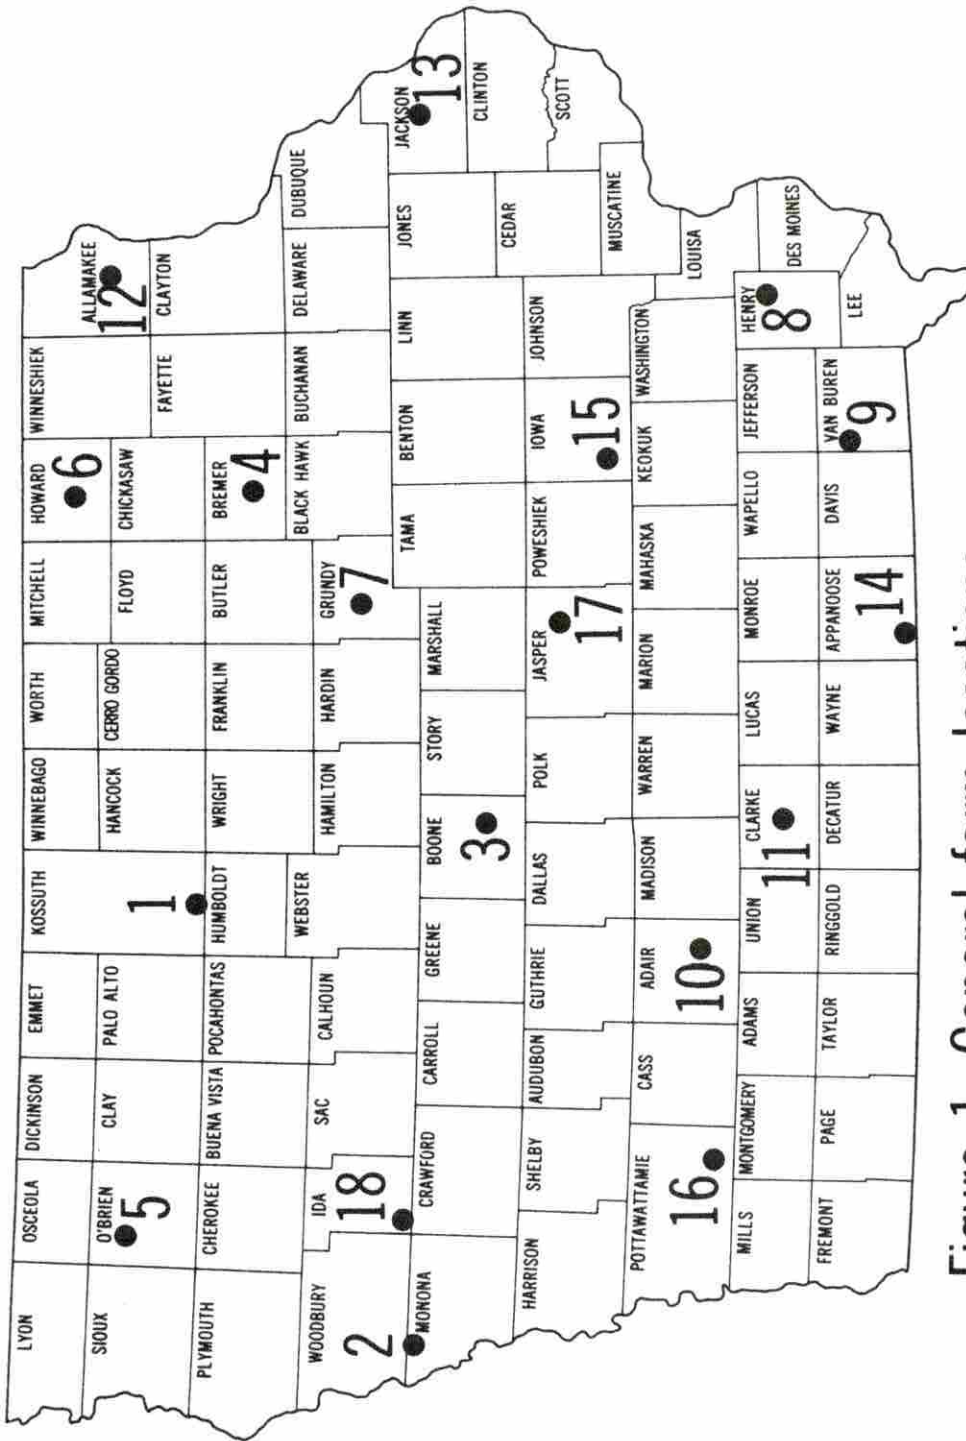 LYON OSCEOLA DICKINSON EMMET KOSSUTH WINNEBAGO WORTH MITCHELL HOWARD WINNESHIEK ALLAMAKEE
6 12
SIOUX O'BRIEN CLAY PALO ALTO HANCOCK CERRO GORDO FLOYD CHICKASAW FAYETTE CLAYTON
5 1
PLYMOUTH CHEROKEE BUENA VISTA POCAHONTAS HUMBOLDT WRIGHT FRANKLIN BUTLER BREMER
4
WOODBURY IDA SAC CALHOUN WEBSTER HAMILTON HARDIN GRUNDY BLACK HAWK BUCHANAN DELAWARE DUBUQUE
2 18 7
MONONA CRAWFORD CARROLL GREENE BOONE STORY MARSHALL TAMA BENTON LINN JONES JACKSON
3 13
HARRISON SHELBY AUDUBON GUTHRIE DALLAS POLK JASPER POWESHIEK IOWA JOHNSON CEDAR CLINTON
17 15
SCOTT
POTTAWATTAMIE CASS ADAIR MADISON WARREN MARION MAHASKA KEOKUK WASHINGTON MUSCATINE
16 10
LOUISA
MILLS MONTGOMERY ADAMS UNION CLARKE LUCAS MONROE WAPELLO JEFFERSON HENRY DES MOINES
11 8
FREMONT PAGE TAYLOR RINGGOLD DECATUR WAYNE APPANOOSE DAVIS VAN BUREN LEE
14 9
Figure 1. General farm locations